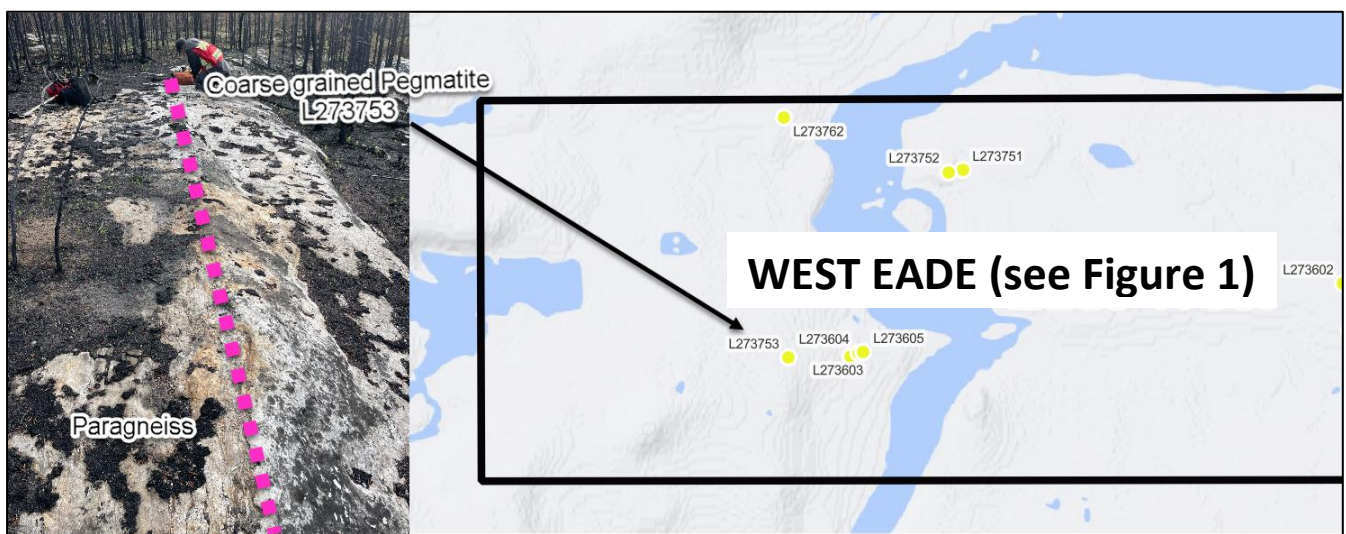 Coarse grained Pegmatite
L273753
Paragneiss
L273762
L273752
L273751
WEST EADE (see Figure 1)
L273602
L273753
L273604
L273605
L273603